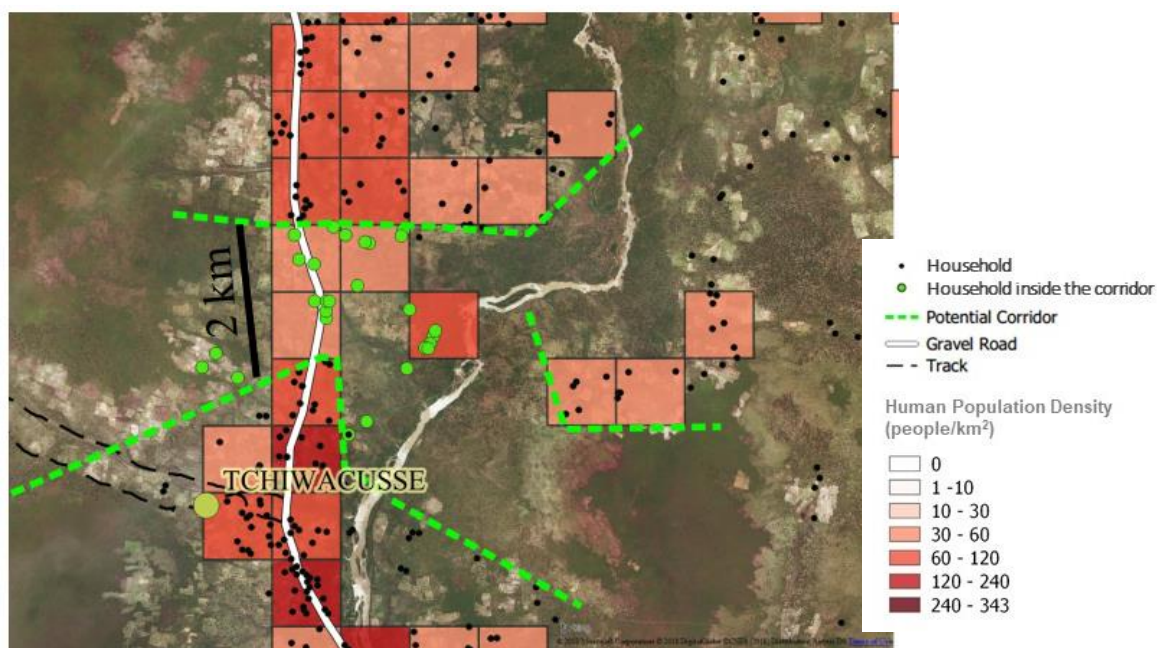 2 km
TCHIWACUSSE
Household
Household inside the corridor
Potential Corridor
Gravel Road
Track
Human Population Density
(people/km²)
0
1 -10
10 - 30
30 - 60
60 - 120
120 - 240
240 - 343